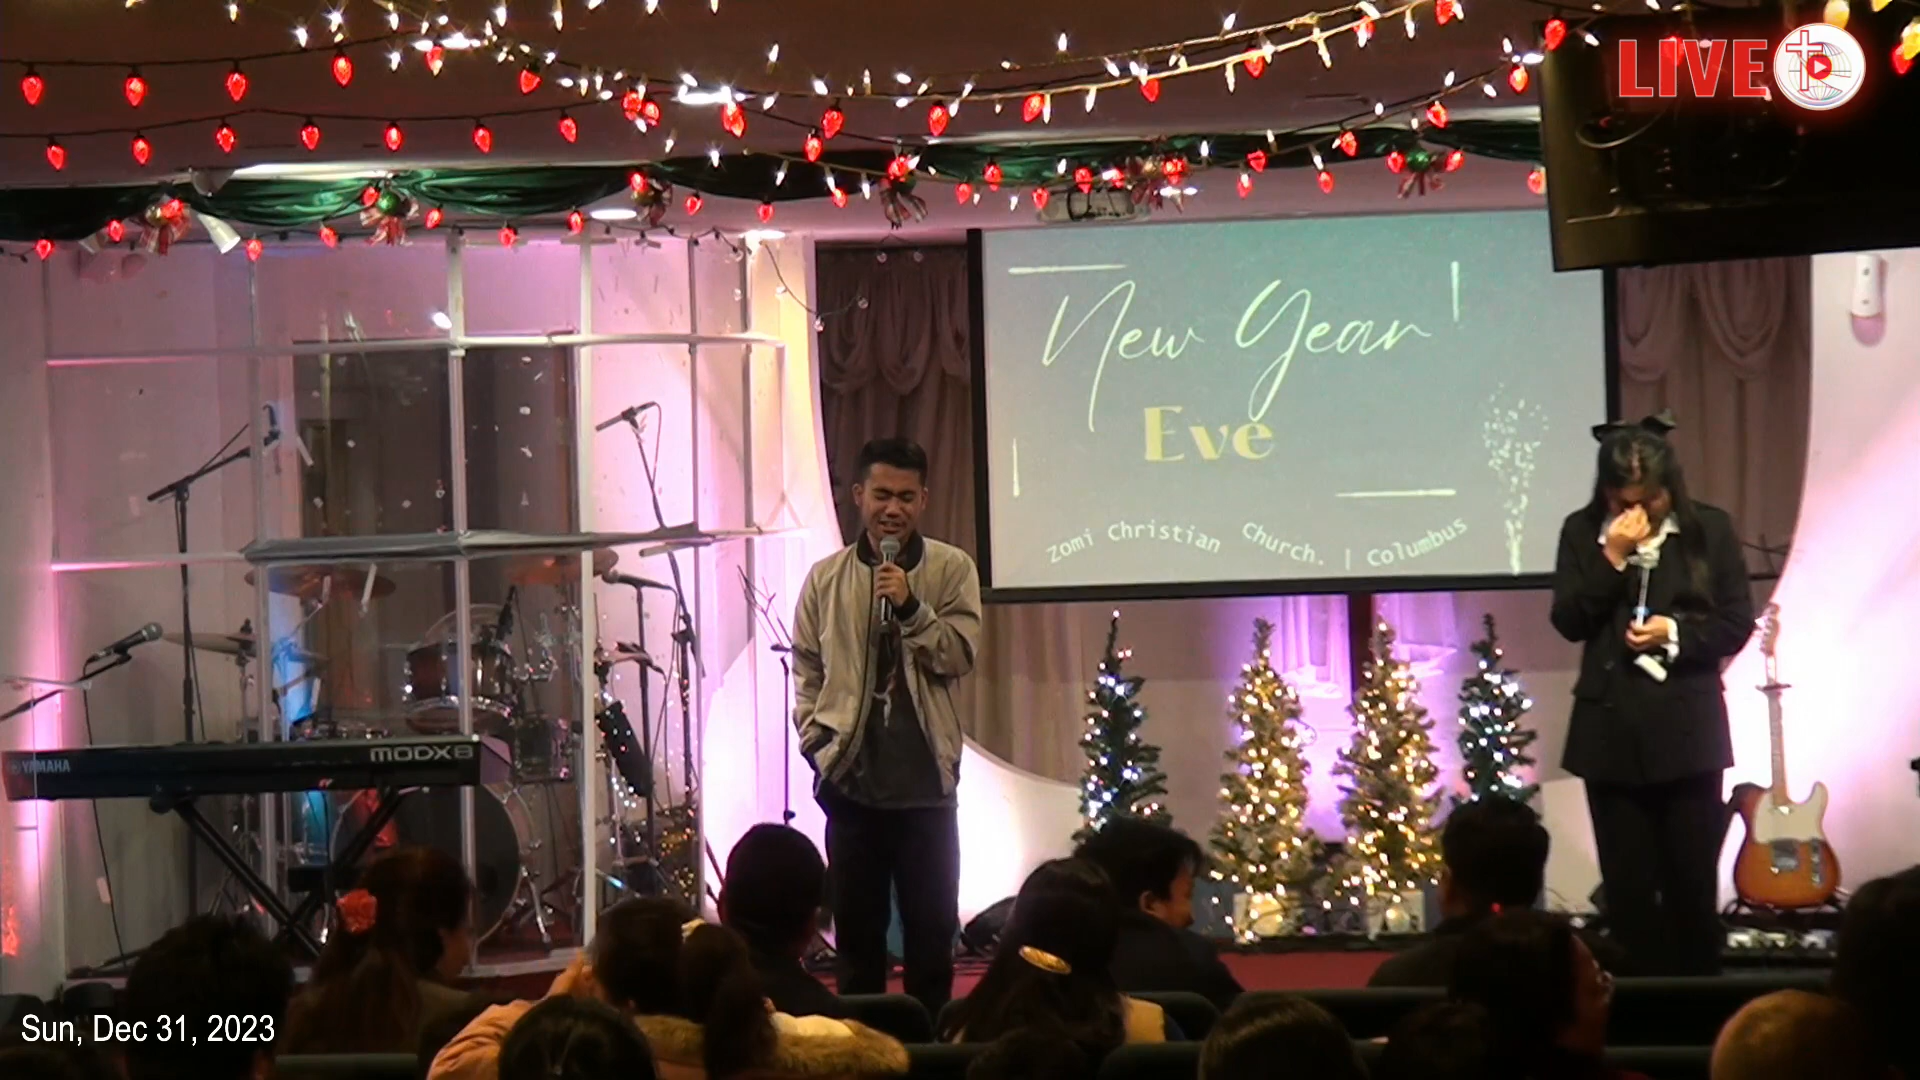 LIVE
New Year
Eve
Zomi Christian Church. | Columbus
YAMAHA
MODX8
Sun, Dec 31, 2023